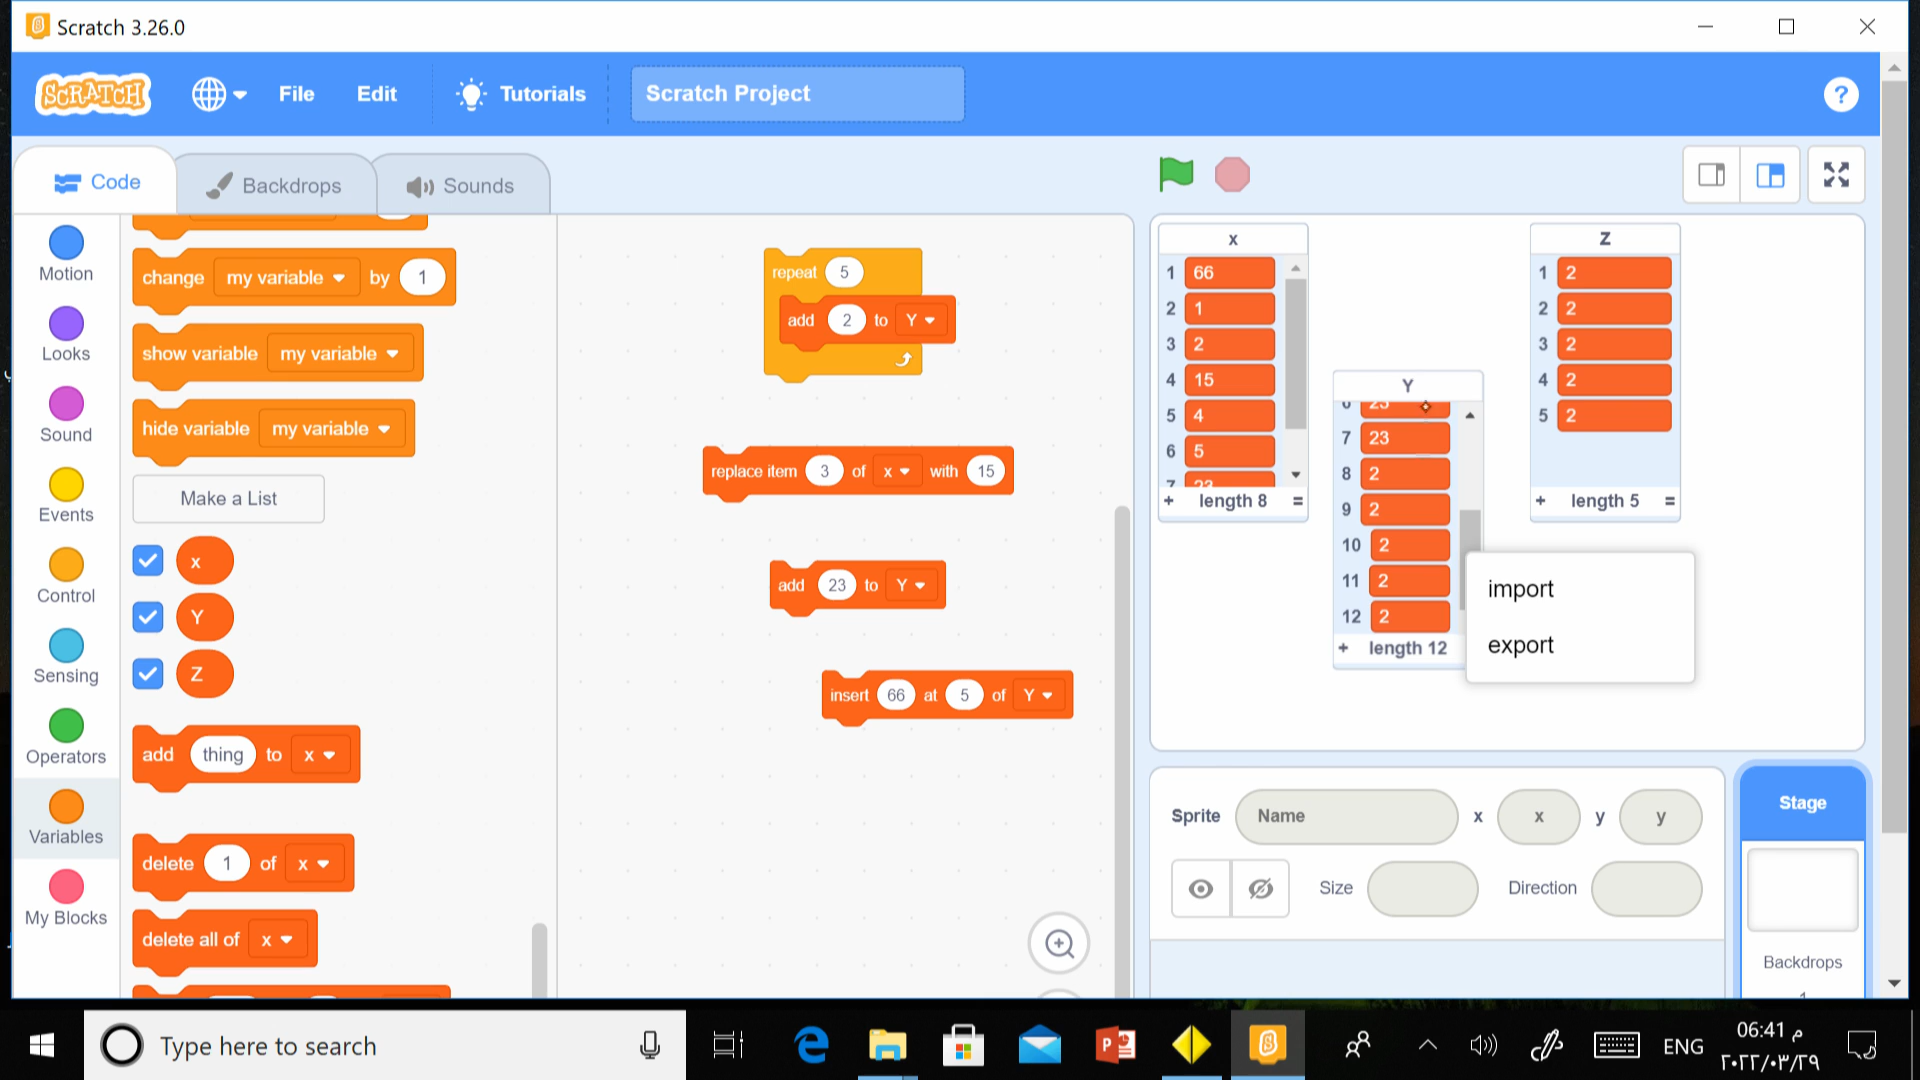 Scratch 3.26.0
SCRATCH File Edit Tutorials Scratch Project ?
Code Backdrops Sounds
Motion
Looks
Sound
Events
Control
Sensing
Operators
Variables
My Blocks
change my variable by 1
show variable my variable
hide variable my variable
Make a List
x
Y
Z
add thing to x
delete 1 of x
delete all of x
repeat 5
add 2 to Y
replace item 3 of x with 15
add 23 to Y
insert 66 at 5 of Y
x
1 66
2 1
3 2
4 15
5 4
6 5
7 23
+ length 8 =
Y
6 23
7 23
8 2
9 2
10 2
11 2
12 2
+ length 12
Z
1 2
2 2
3 2
4 2
5 2
+ length 5 =
import
export
Sprite Name x x y y
Size Direction
Stage
Backdrops
1
Type here to search
ENG
06:41 م
٢٠٢٢/٠٣/٢٩